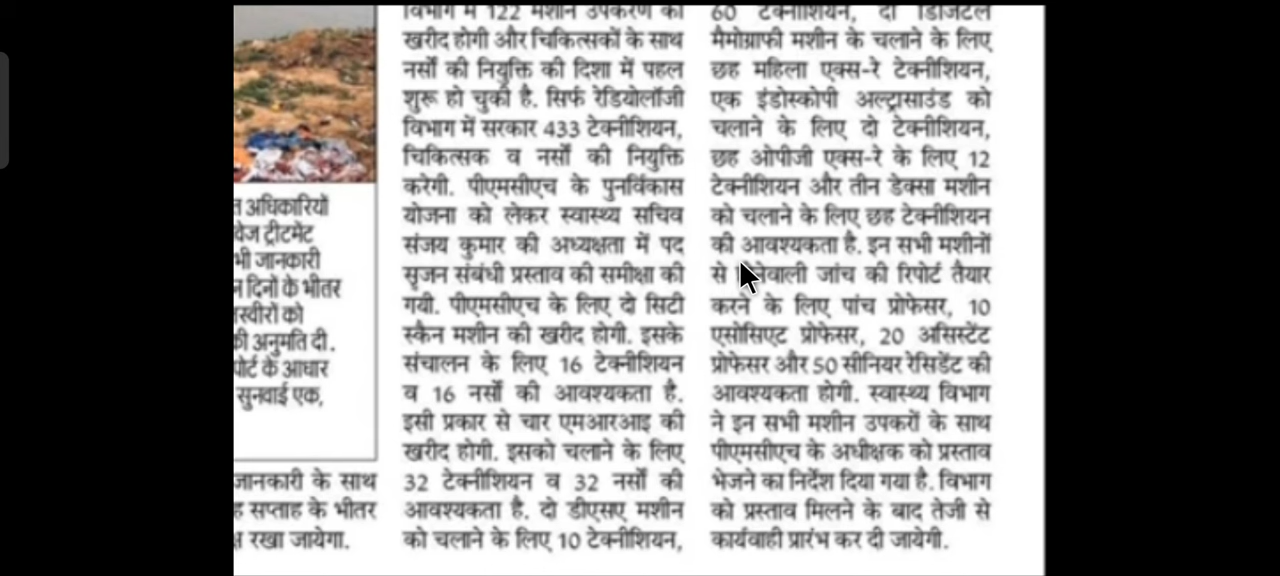 त अधिकारियों
वेज ट्रीटमेंट
भी जानकारी
न दिनों के भीतर
स्वीरों को
की अनुमति दी.
पोर्ट के आधार
सुनवाई एक,
जानकारी के साथ
ह सप्ताह के भीतर
रखा जायेगा.
विभाग में 122 मशीन उपकरण की
खरीद होगी और चिकित्सकों के साथ
नर्सों की नियुक्ति की दिशा में पहल
शुरू हो चुकी है. सिर्फ रेडियोलॉजी
विभाग में सरकार 433 टेक्नीशियन,
चिकित्सक व नर्सों की नियुक्ति
करेगी. पीएमसीएच के पुनर्विकास
योजना को लेकर स्वास्थ्य सचिव
संजय कुमार की अध्यक्षता में पद
सृजन संबंधी प्रस्ताव की समीक्षा की
गयी. पीएमसीएच के लिए दो सिटी
स्कैन मशीन की खरीद होगी. इसके
संचालन के लिए 16 टेक्नीशियन
व 16 नर्सों की आवश्यकता है.
इसी प्रकार से चार एमआरआइ की
खरीद होगी. इसको चलाने के लिए
32 टेक्नीशियन व 32 नर्सों की
आवश्यकता है. दो डीएसए मशीन
को चलाने के लिए 10 टेक्नीशियन,
60 टेक्नीशियन, दो डिजिटल
मैमोग्राफी मशीन के चलाने के लिए
छह महिला एक्स-रे टेक्नीशियन,
एक इंडोस्कोपी अल्ट्रासाउंड को
चलाने के लिए दो टेक्नीशियन,
छह ओपीजी एक्स-रे के लिए 12
टेक्नीशियन और तीन डेक्सा मशीन
को चलाने के लिए छह टेक्नीशियन
की आवश्यकता है. इन सभी मशीनों
से जांच की रिपोर्ट तैयार
करने के लिए पांच प्रोफेसर, 10
एसोसिएट प्रोफेसर, 20 असिस्टेंट
प्रोफेसर और 50 सीनियर रेसिडेंट की
आवश्यकता होगी. स्वास्थ्य विभाग
ने इन सभी मशीन उपकरों के साथ
पीएमसीएच के अधीक्षक को प्रस्ताव
भेजने का निर्देश दिया गया है. विभाग
को प्रस्ताव मिलने के बाद तेजी से
कार्यवाही प्रारंभ कर दी जायेगी.